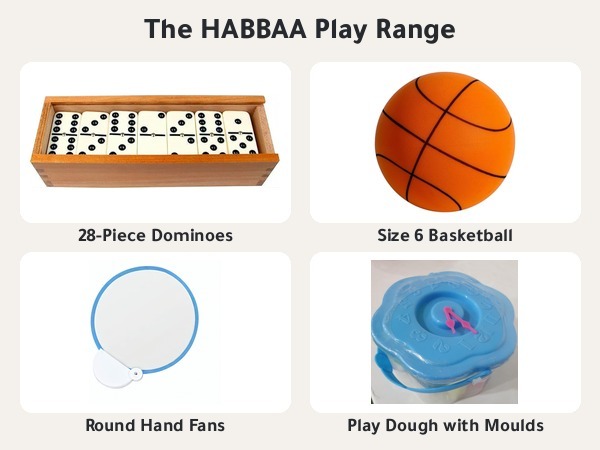 The HABBAA Play Range
28-Piece Dominoes
Size 6 Basketball
Round Hand Fans
Play Dough with Moulds